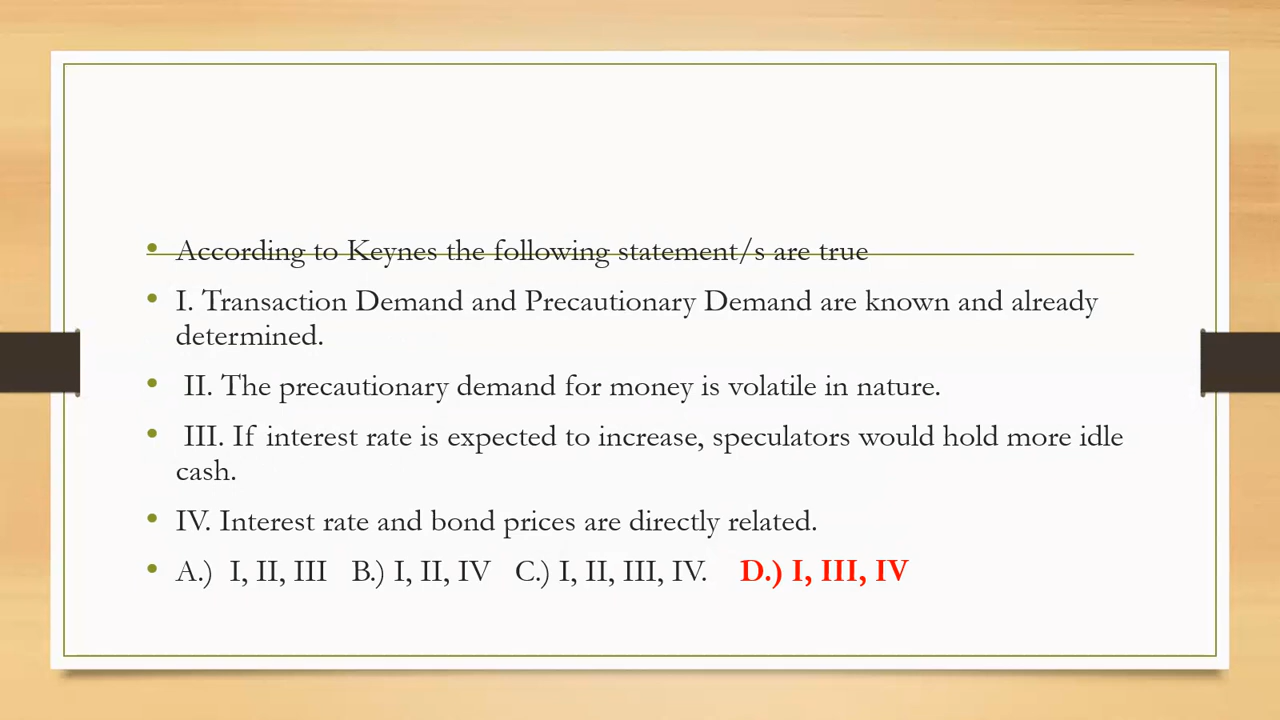 • According to Keynes the following statement/s are true
• I. Transaction Demand and Precautionary Demand are known and already
determined.
• II. The precautionary demand for money is volatile in nature.
• III. If interest rate is expected to increase, speculators would hold more idle
cash.
• IV. Interest rate and bond prices are directly related.
• A.) I, II, III B.) I, II, IV C.) I, II, III, IV. D.) I, III, IV